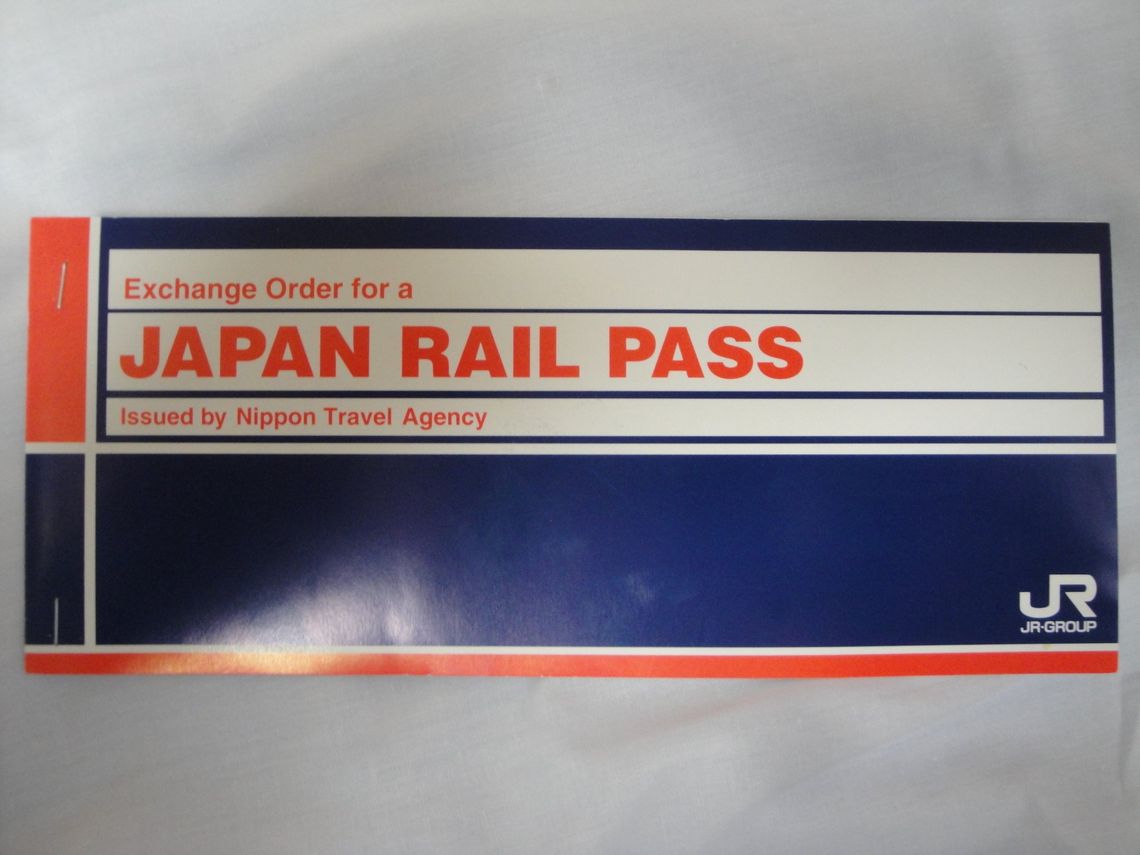 Exchange Order for a
JAPAN RAIL PASS
Issued by Nippon Travel Agency
JR
JR-GROUP